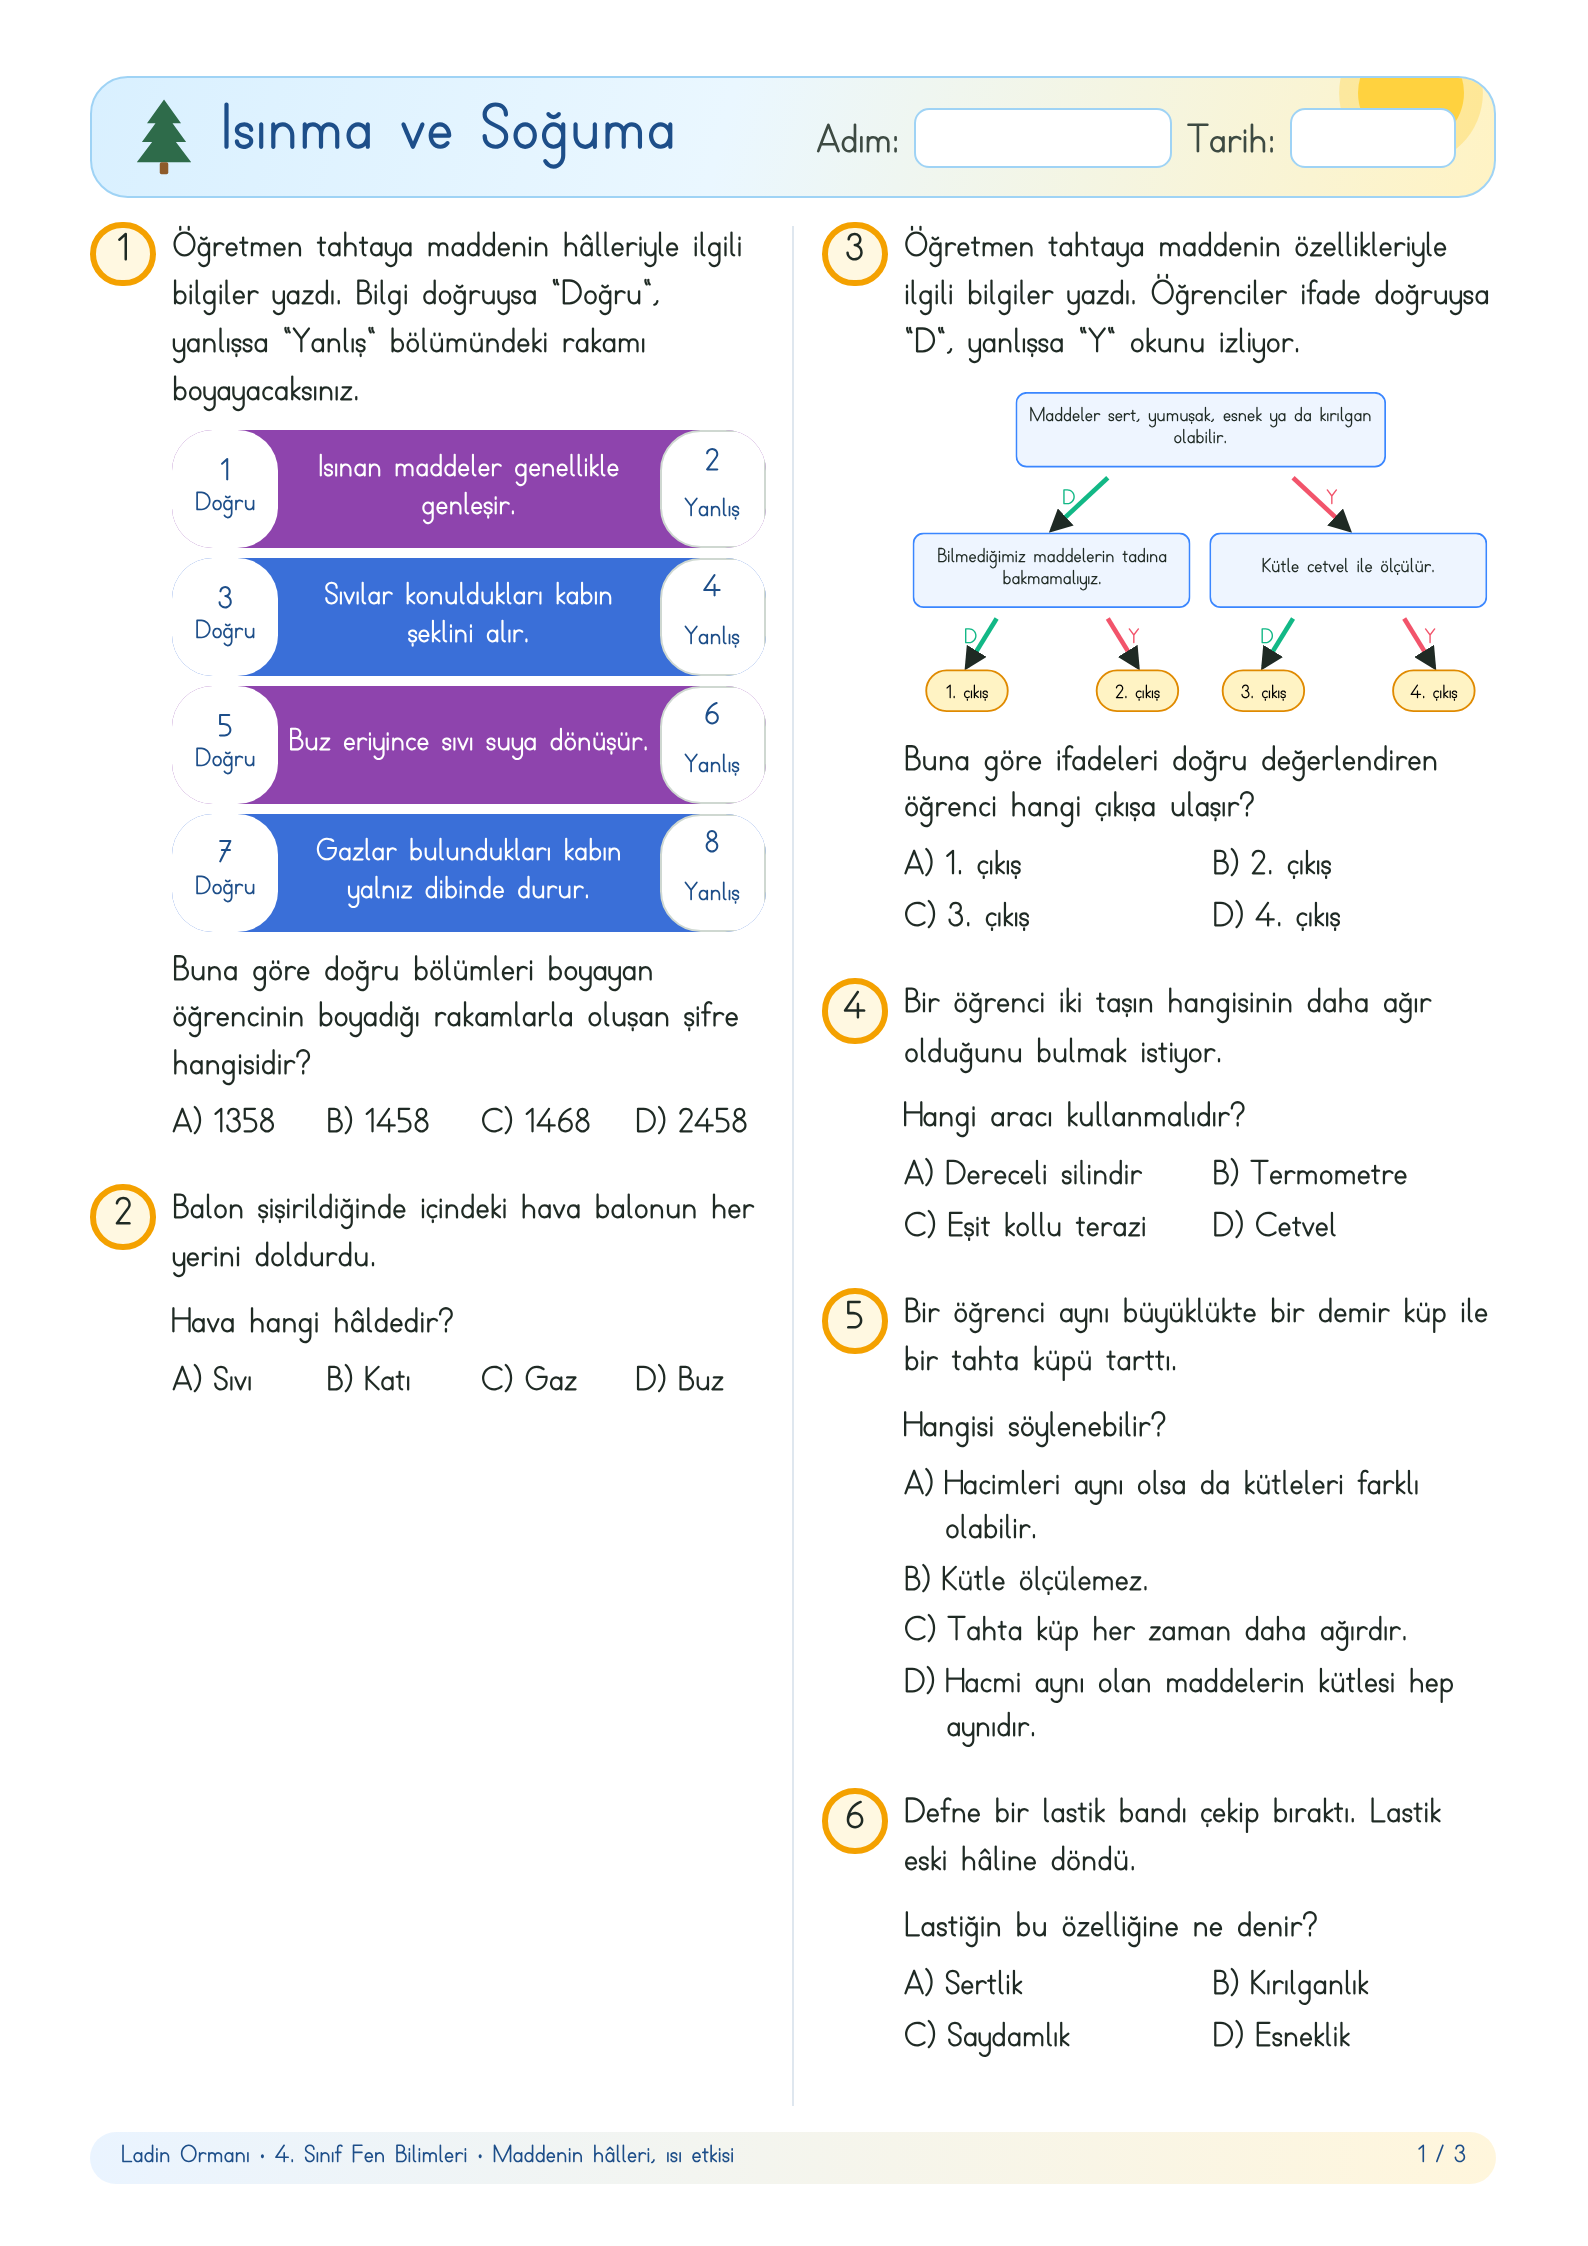 Isınma ve Soğuma
Adım:
Tarih:
1
Öğretmen tahtaya maddenin hâlleriyle ilgili
bilgiler yazdı. Bilgi doğruysa "Doğru",
yanlışsa "Yanlış" bölümündeki rakamı
boyayacaksınız.
1
Doğru
Isınan maddeler genellikle
genleşir.
2
Yanlış
3
Doğru
Sıvılar konuldukları kabın
şeklini alır.
4
Yanlış
5
Doğru
Buz eriyince sıvı suya dönüşür.
6
Yanlış
7
Doğru
Gazlar bulundukları kabın
yalnız dibinde durur.
8
Yanlış
Buna göre doğru bölümleri boyayan
öğrencinin boyadığı rakamlarla oluşan şifre
hangisidir?
A) 1358 B) 1458 C) 1468 D) 2458
2
Balon şişirildiğinde içindeki hava balonun her
yerini doldurdu.
Hava hangi hâldedir?
A) Sıvı B) Katı C) Gaz D) Buz
3
Öğretmen tahtaya maddenin özellikleriyle
ilgili bilgiler yazdı. Öğrenciler ifade doğruysa
"D", yanlışsa "Y" okunu izliyor.
Maddeler sert, yumuşak, esnek ya da kırılgan
olabilir.
D Y
Bilmediğimiz maddelerin tadına
bakmamalıyız.
Kütle cetvel ile ölçülür.
D Y D Y
1. çıkış 2. çıkış 3. çıkış 4. çıkış
Buna göre ifadeleri doğru değerlendiren
öğrenci hangi çıkışa ulaşır?
A) 1. çıkış B) 2. çıkış
C) 3. çıkış D) 4. çıkış
4
Bir öğrenci iki taşın hangisinin daha ağır
olduğunu bulmak istiyor.
Hangi aracı kullanmalıdır?
A) Dereceli silindir B) Termometre
C) Eşit kollu terazi D) Cetvel
5
Bir öğrenci aynı büyüklükte bir demir küp ile
bir tahta küpü tarttı.
Hangisi söylenebilir?
A) Hacimleri aynı olsa da kütleleri farklı
olabilir.
B) Kütle ölçülemez.
C) Tahta küp her zaman daha ağırdır.
D) Hacmi aynı olan maddelerin kütlesi hep
aynıdır.
6
Defne bir lastik bandı çekip bıraktı. Lastik
eski hâline döndü.
Lastiğin bu özelliğine ne denir?
A) Sertlik B) Kırılganlık
C) Saydamlık D) Esneklik
Ladin Ormanı • 4. Sınıf Fen Bilimleri • Maddenin hâlleri, ısı etkisi
1 / 3